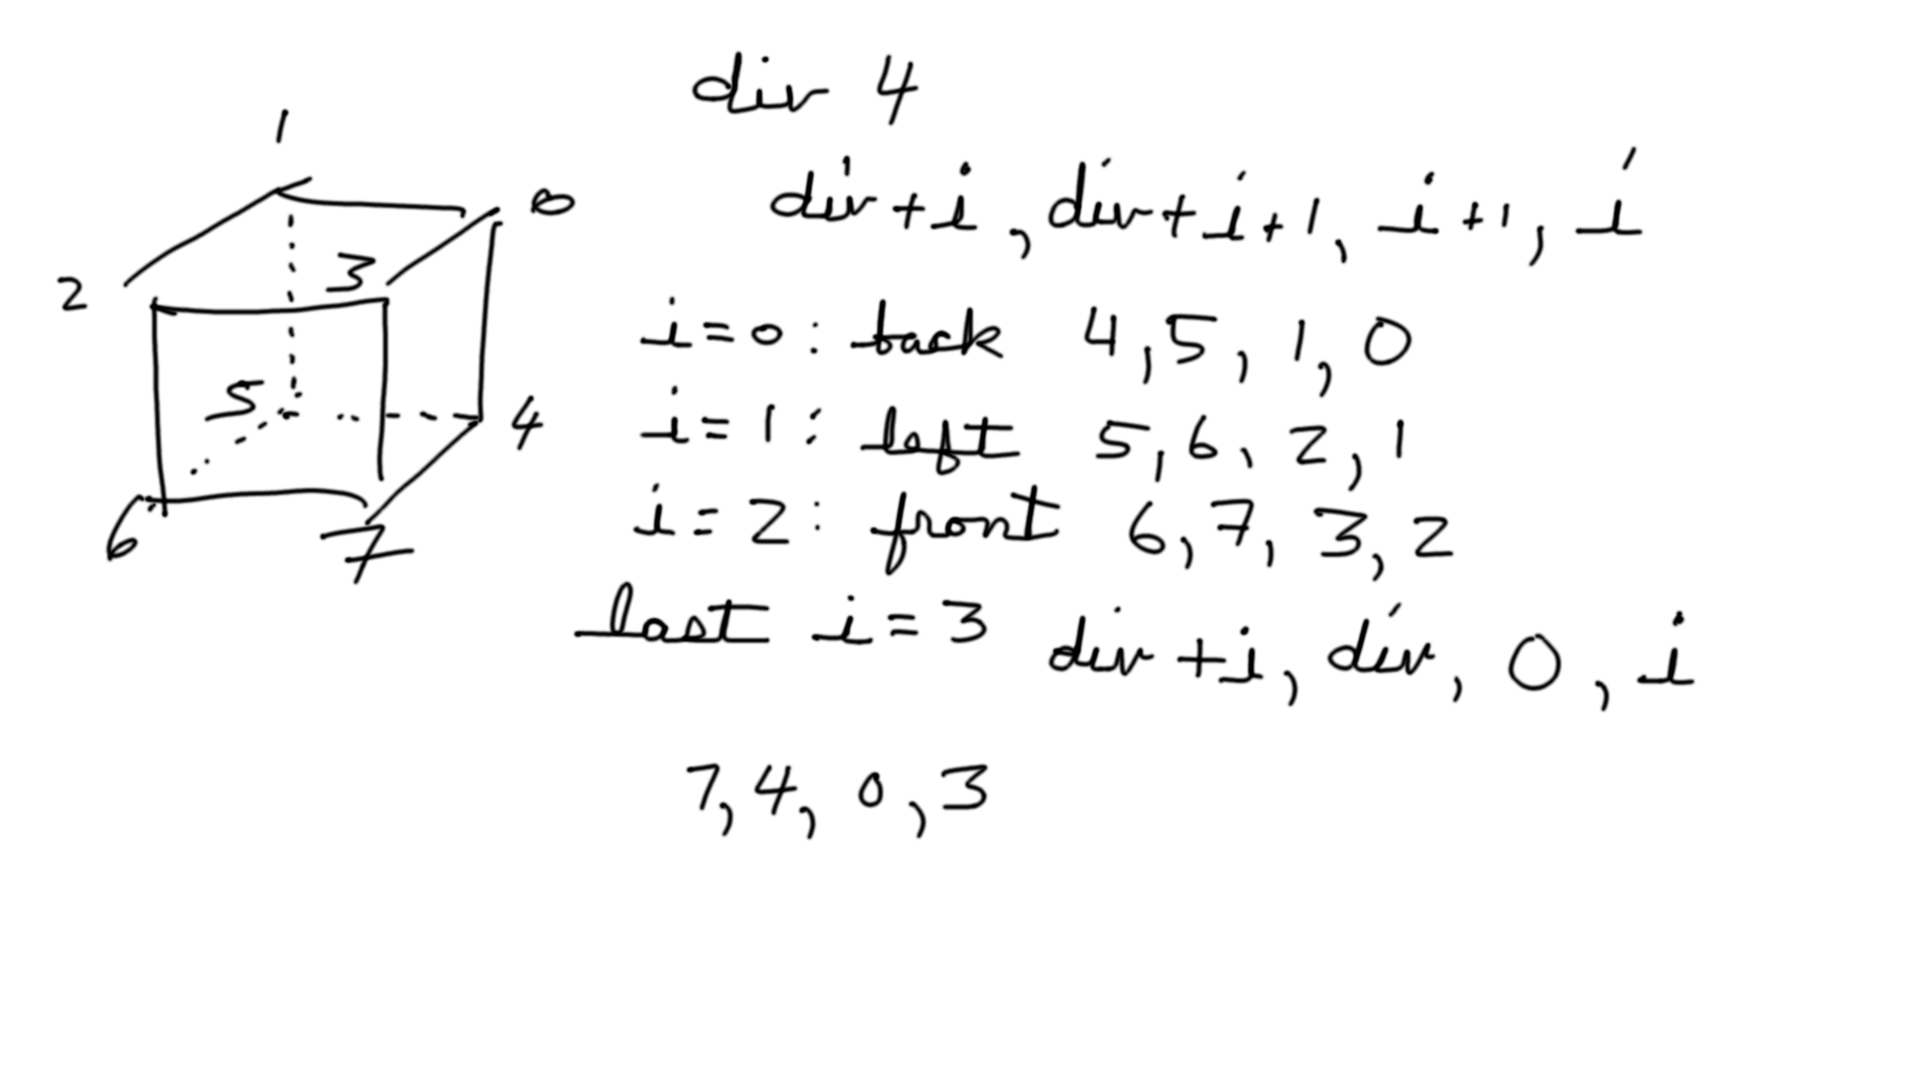 div 4
1
0
div+i, div+i+1, i+1, i
2
3
i=0: back 4, 5, 1, 0
5
4
i=1: left 5, 6, 2, 1
6
7
i=2: front 6, 7, 3, 2
last i=3 div+i, div, 0, i
7, 4, 0, 3